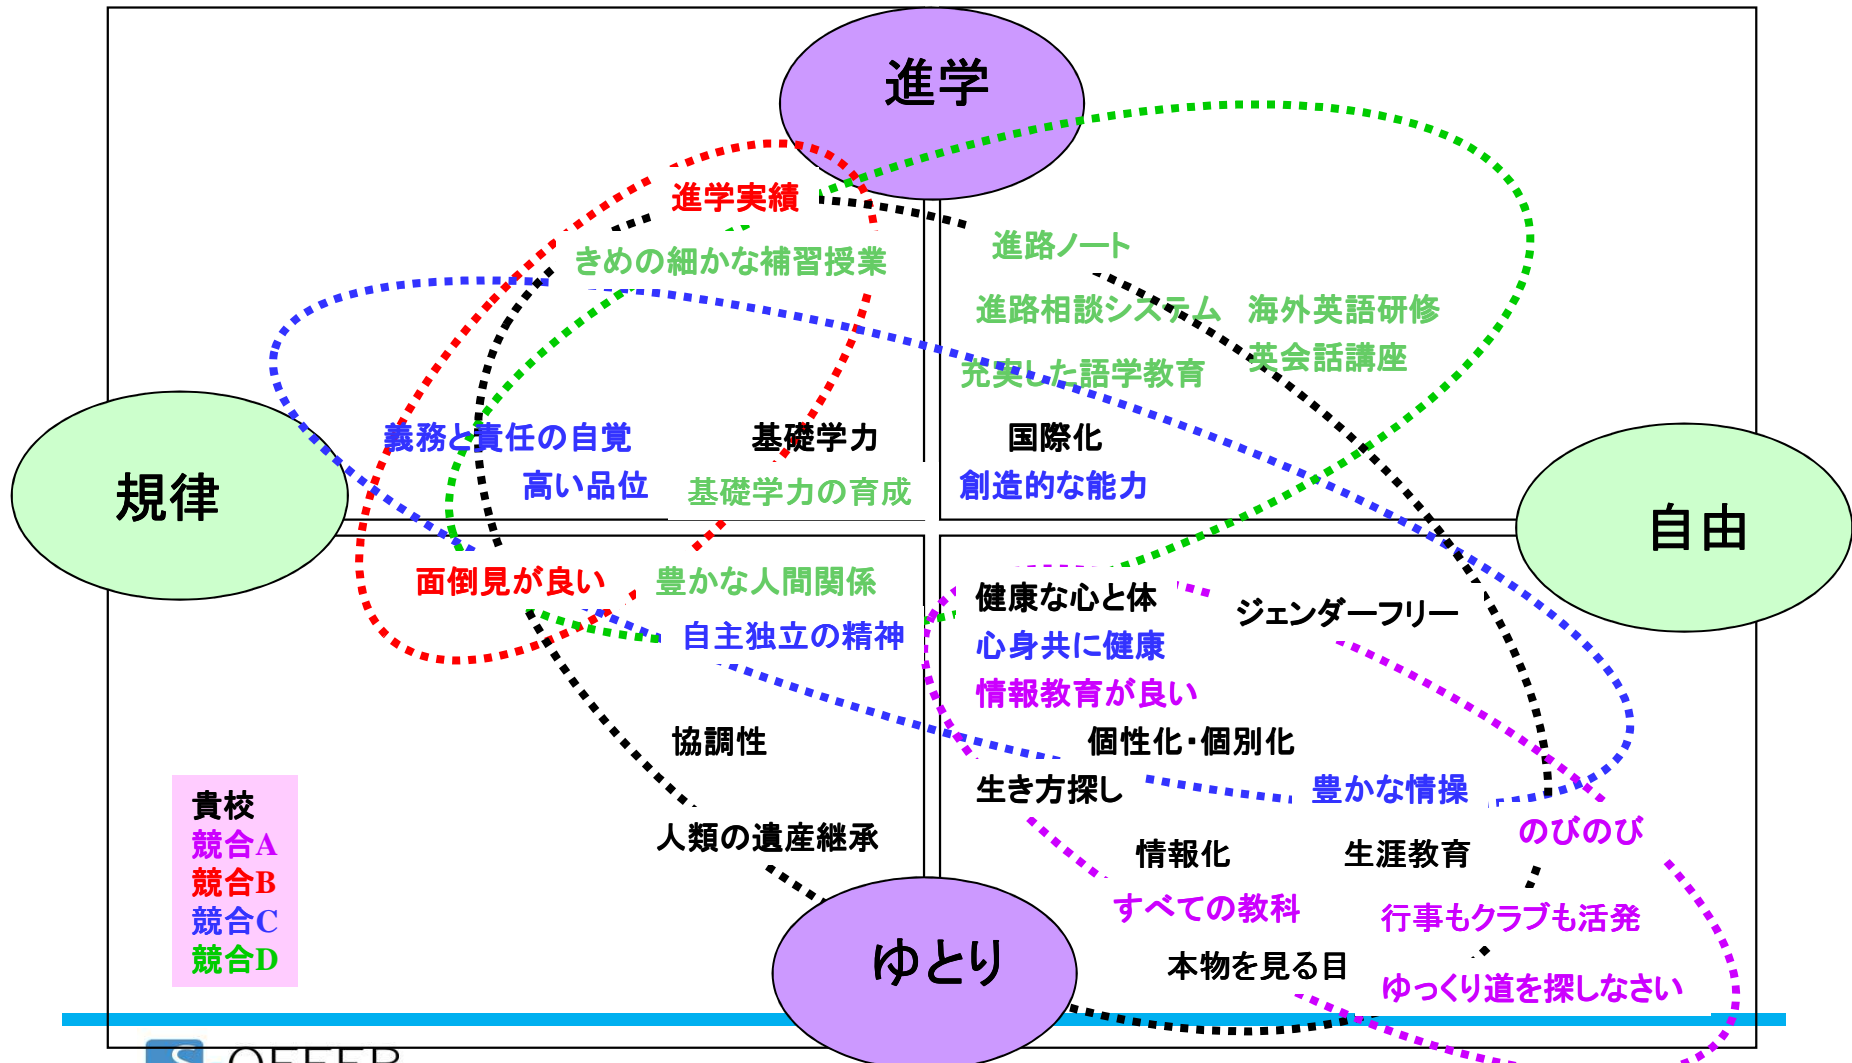 進学
進学実績
きめの細かな補習授業
進路ノート
進路相談システム
海外英語研修
充実した語学教育
英会話講座
義務と責任の自覚
基礎学力
国際化
高い品位
基礎学力の育成
創造的な能力
規律
自由
面倒見が良い
豊かな人間関係
自主独立の精神
健康な心と体
ジェンダーフリー
心身共に健康
情報教育が良い
協調性
個性化・個別化
生き方探し
豊かな情操
人類の遺産継承
のびのび
情報化
生涯教育
すべての教科
行事もクラブも活発
本物を見る目
ゆっくり道を探しなさい
ゆとり
貴校
競合A
競合B
競合C
競合D
S-OFFER